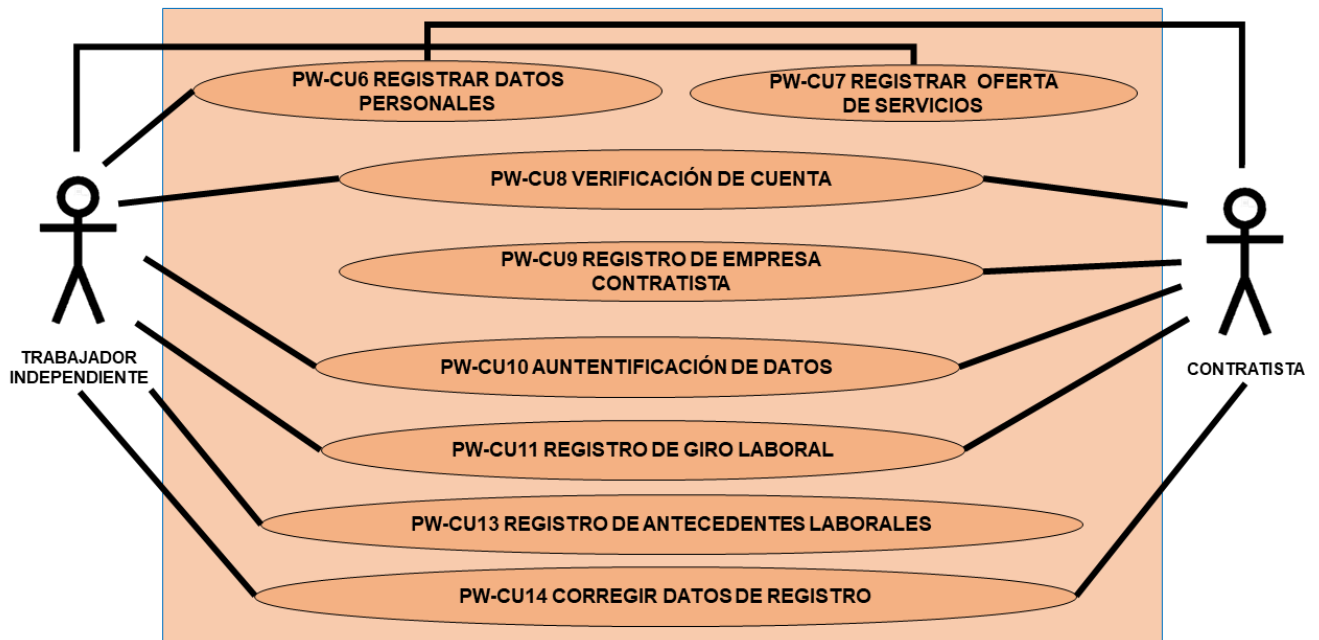 PW-CU6 REGISTRAR DATOS
PERSONALES
PW-CU7 REGISTRAR OFERTA
DE SERVICIOS
PW-CU8 VERIFICACIÓN DE CUENTA
PW-CU9 REGISTRO DE EMPRESA
CONTRATISTA
TRABAJADOR
INDEPENDIENTE
PW-CU10 AUNTENTIFICACIÓN DE DATOS
CONTRATISTA
PW-CU11 REGISTRO DE GIRO LABORAL
PW-CU13 REGISTRO DE ANTECEDENTES LABORALES
PW-CU14 CORREGIR DATOS DE REGISTRO